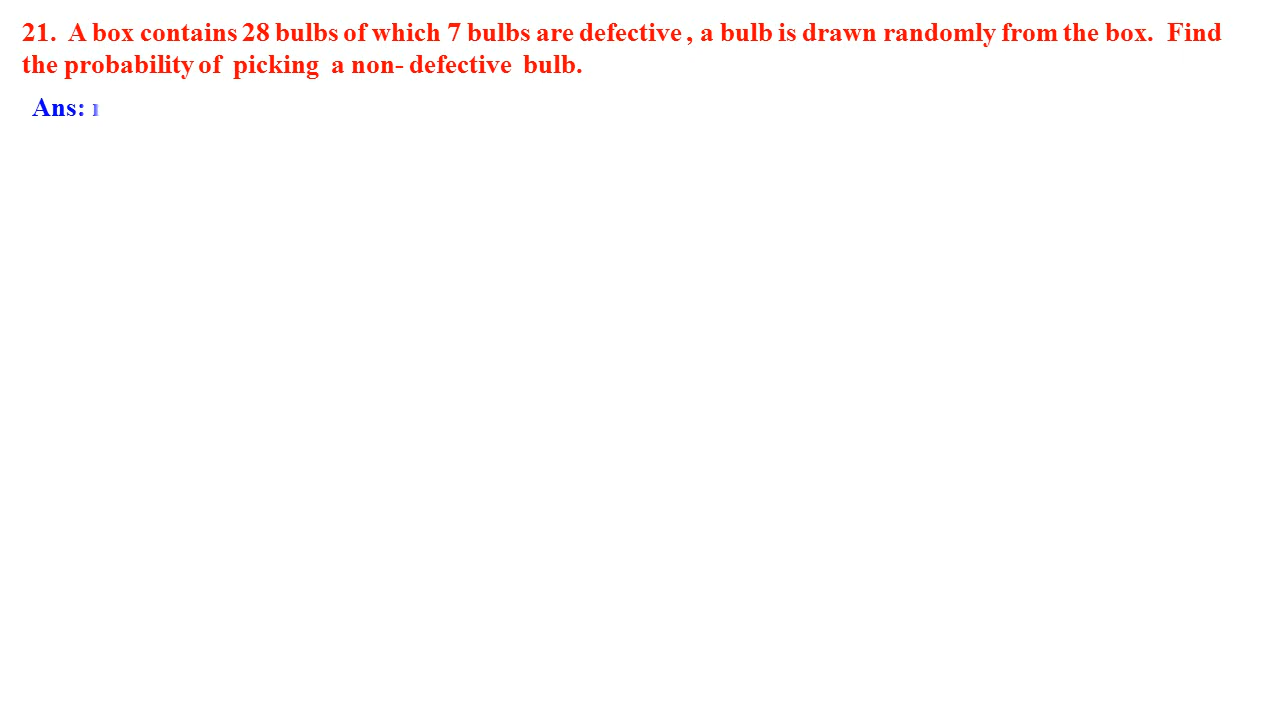 21. A box contains 28 bulbs of which 7 bulbs are defective , a bulb is drawn randomly from the box. Find
the probability of picking a non- defective bulb.
Ans: